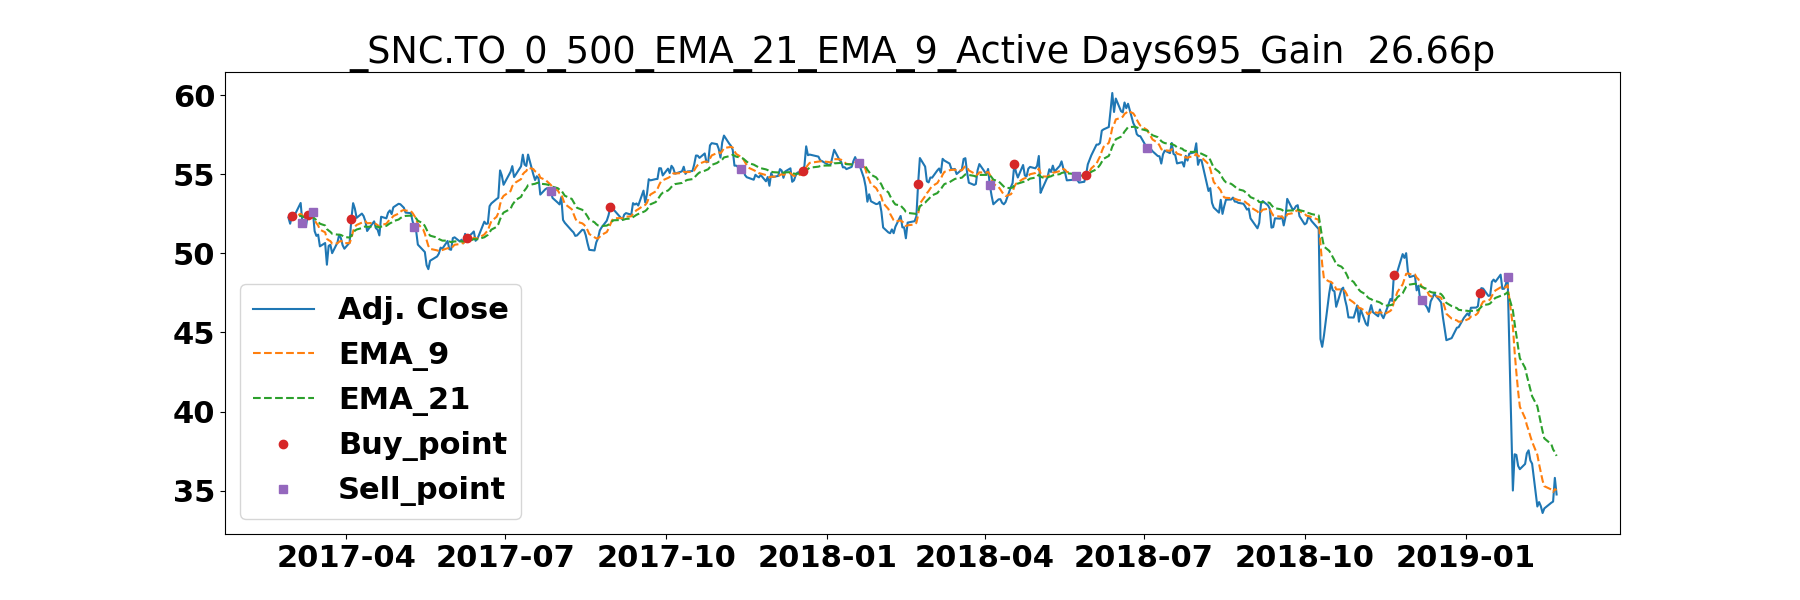 _SNC.TO_0_500_EMA_21_EMA_9_Active Days695_Gain  26.66p
60
55
50
45
40
35
Adj. Close
EMA_9
EMA_21
Buy_point
Sell_point
2017-04 2017-07 2017-10 2018-01 2018-04 2018-07 2018-10 2019-01